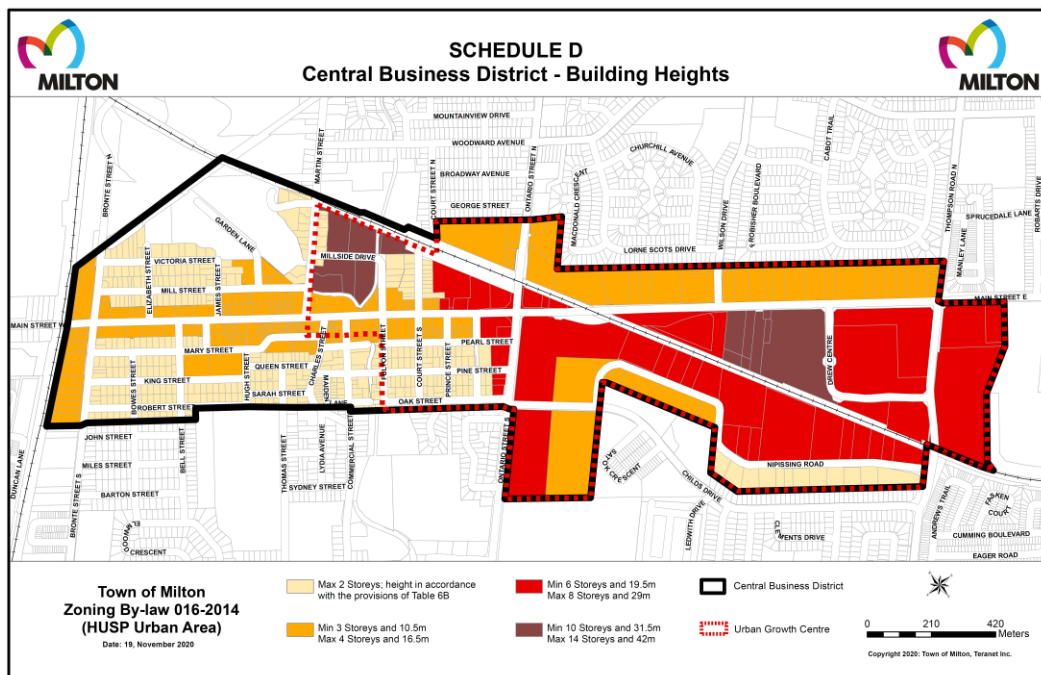 MILTON
SCHEDULE D
Central Business District - Building Heights
MILTON
MOUNTAINVIEW DRIVE
WOODWARD AVENUE
BROADWAY AVENUE
GEORGE STREET
BRONTE STREET N
MARTIN STREET
COURT STREET N
ONTARIO STREET N
MACDONALD CRESCENT
CHURCHILL AVENUE
WILSON DRIVE
ROBISHER BOULEVARD
CABOT TRAIL
THOMPSON ROAD N
MANLEY LANE
SPRUCEDALE LANE
ROBARTS DRIVE
GARDEN LANE
LORNE SCOTS DRIVE
VICTORIA STREET
MILLSIDE DRIVE
ELIZABETH STREET
MILL STREET
JAMES STREET
MAIN STREET E
MAIN STREET W
MARY STREET
CHARLES STREET
FULTON STREET
PEARL STREET
COURT STREET S
PRINCE STREET
QUEEN STREET
PINE STREET
HUGH STREET
KING STREET
BOWES STREET
SARAH STREET
MAIDEN LANE
OAK STREET
ROBERT STREET
DREW CENTRE
JOHN STREET
MILES STREET
BELL STREET
BARTON STREET
THOMAS STREET
LYDIA AVENUE
COMMERCIAL STREET
SYDNEY STREET
ONTARIO STREET S
SATOK CRESCENT
CHILDS DRIVE
NIPISSING ROAD
LEDWITH DRIVE
CLEMENTS DRIVE
ANDREWS TRAIL
FASKEN COURT
CUMMING BOULEVARD
EAGER ROAD
DUNCAN LANE
BRONTE STREET S
ELMWOOD CRESCENT
Town of Milton
Zoning By-law 016-2014
(HUSP Urban Area)
Date: 19, November 2020
Max 2 Storeys; height in accordance
with the provisions of Table 6B
Min 3 Storeys and 10.5m
Max 4 Storeys and 16.5m
Min 6 Storeys and 19.5m
Max 8 Storeys and 29m
Min 10 Storeys and 31.5m
Max 14 Storeys and 42m
Central Business District
Urban Growth Centre
0 210 420
Meters
Copyright 2020: Town of Milton, Teranet Inc.